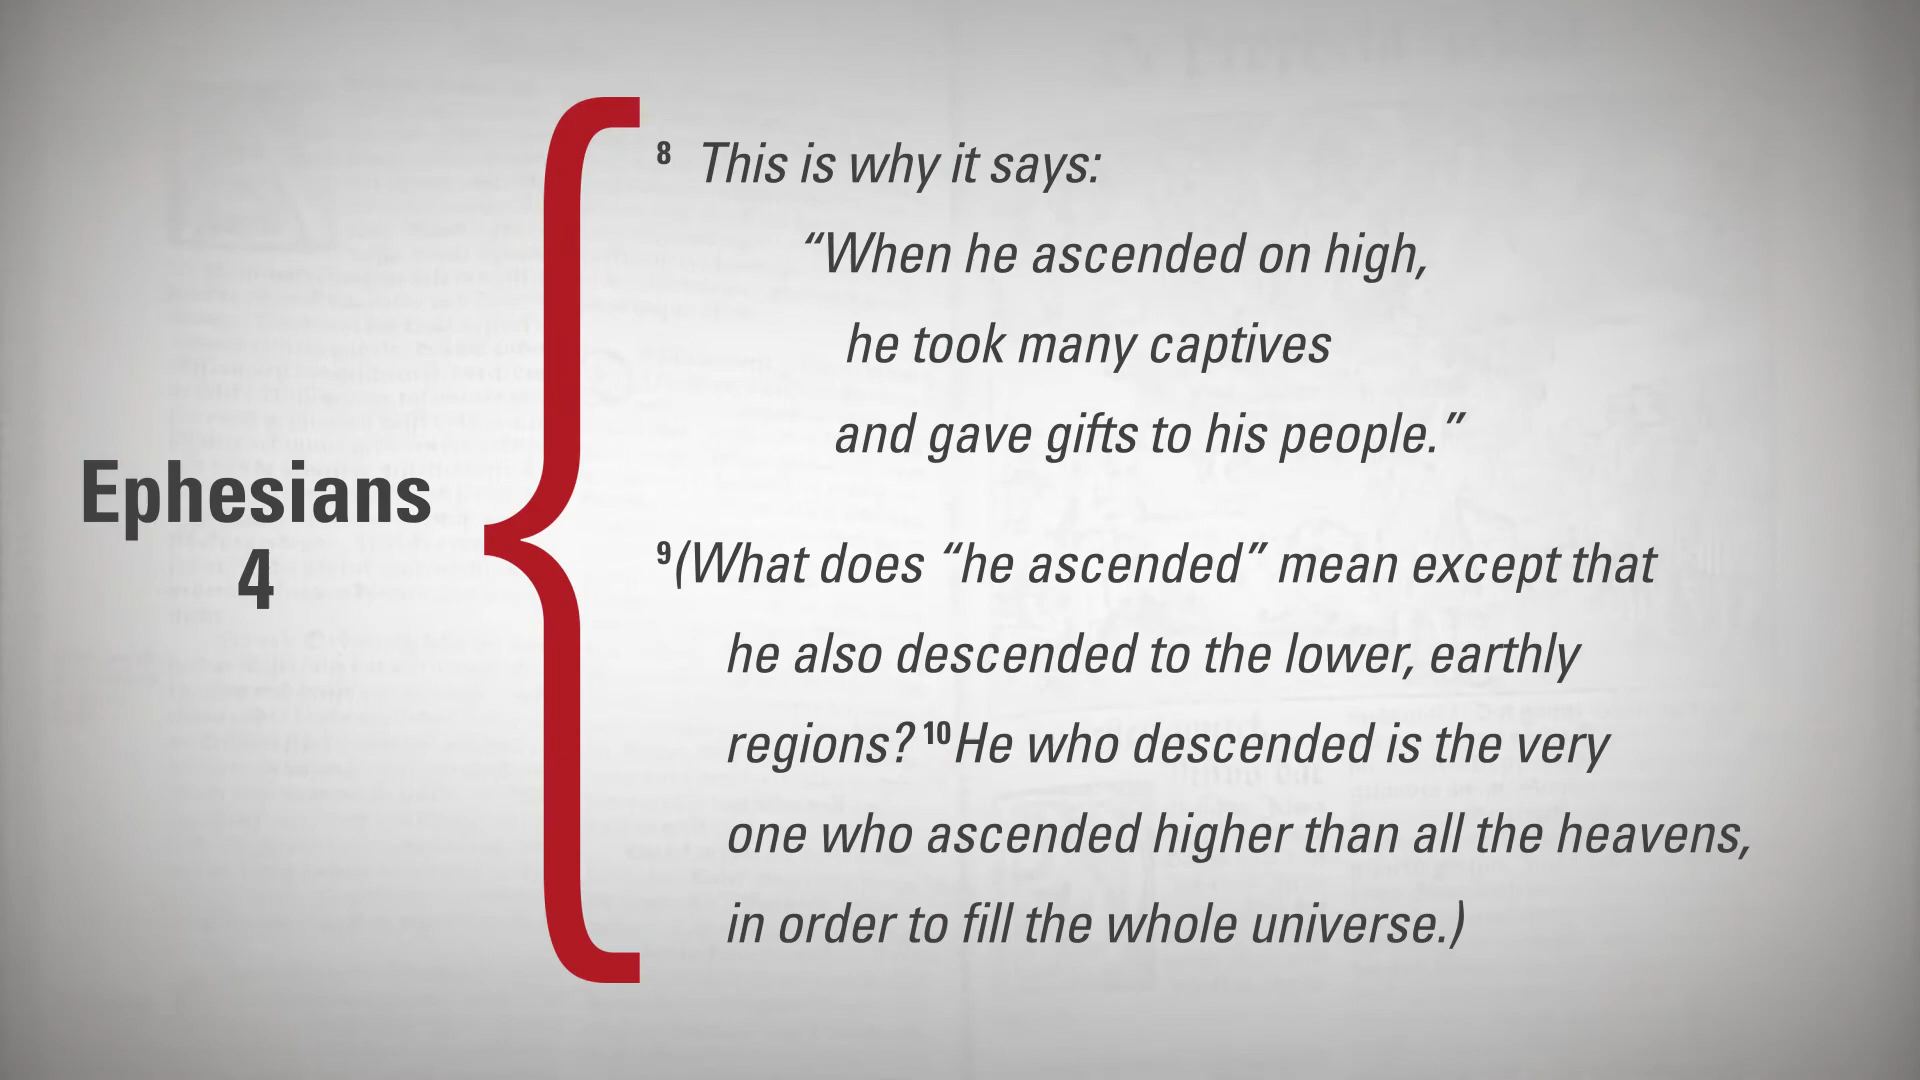 Ephesians
4
8 This is why it says:
“When he ascended on high,
he took many captives
and gave gifts to his people.”
9(What does “he ascended” mean except that
he also descended to the lower, earthly
regions? 10He who descended is the very
one who ascended higher than all the heavens,
in order to fill the whole universe.)